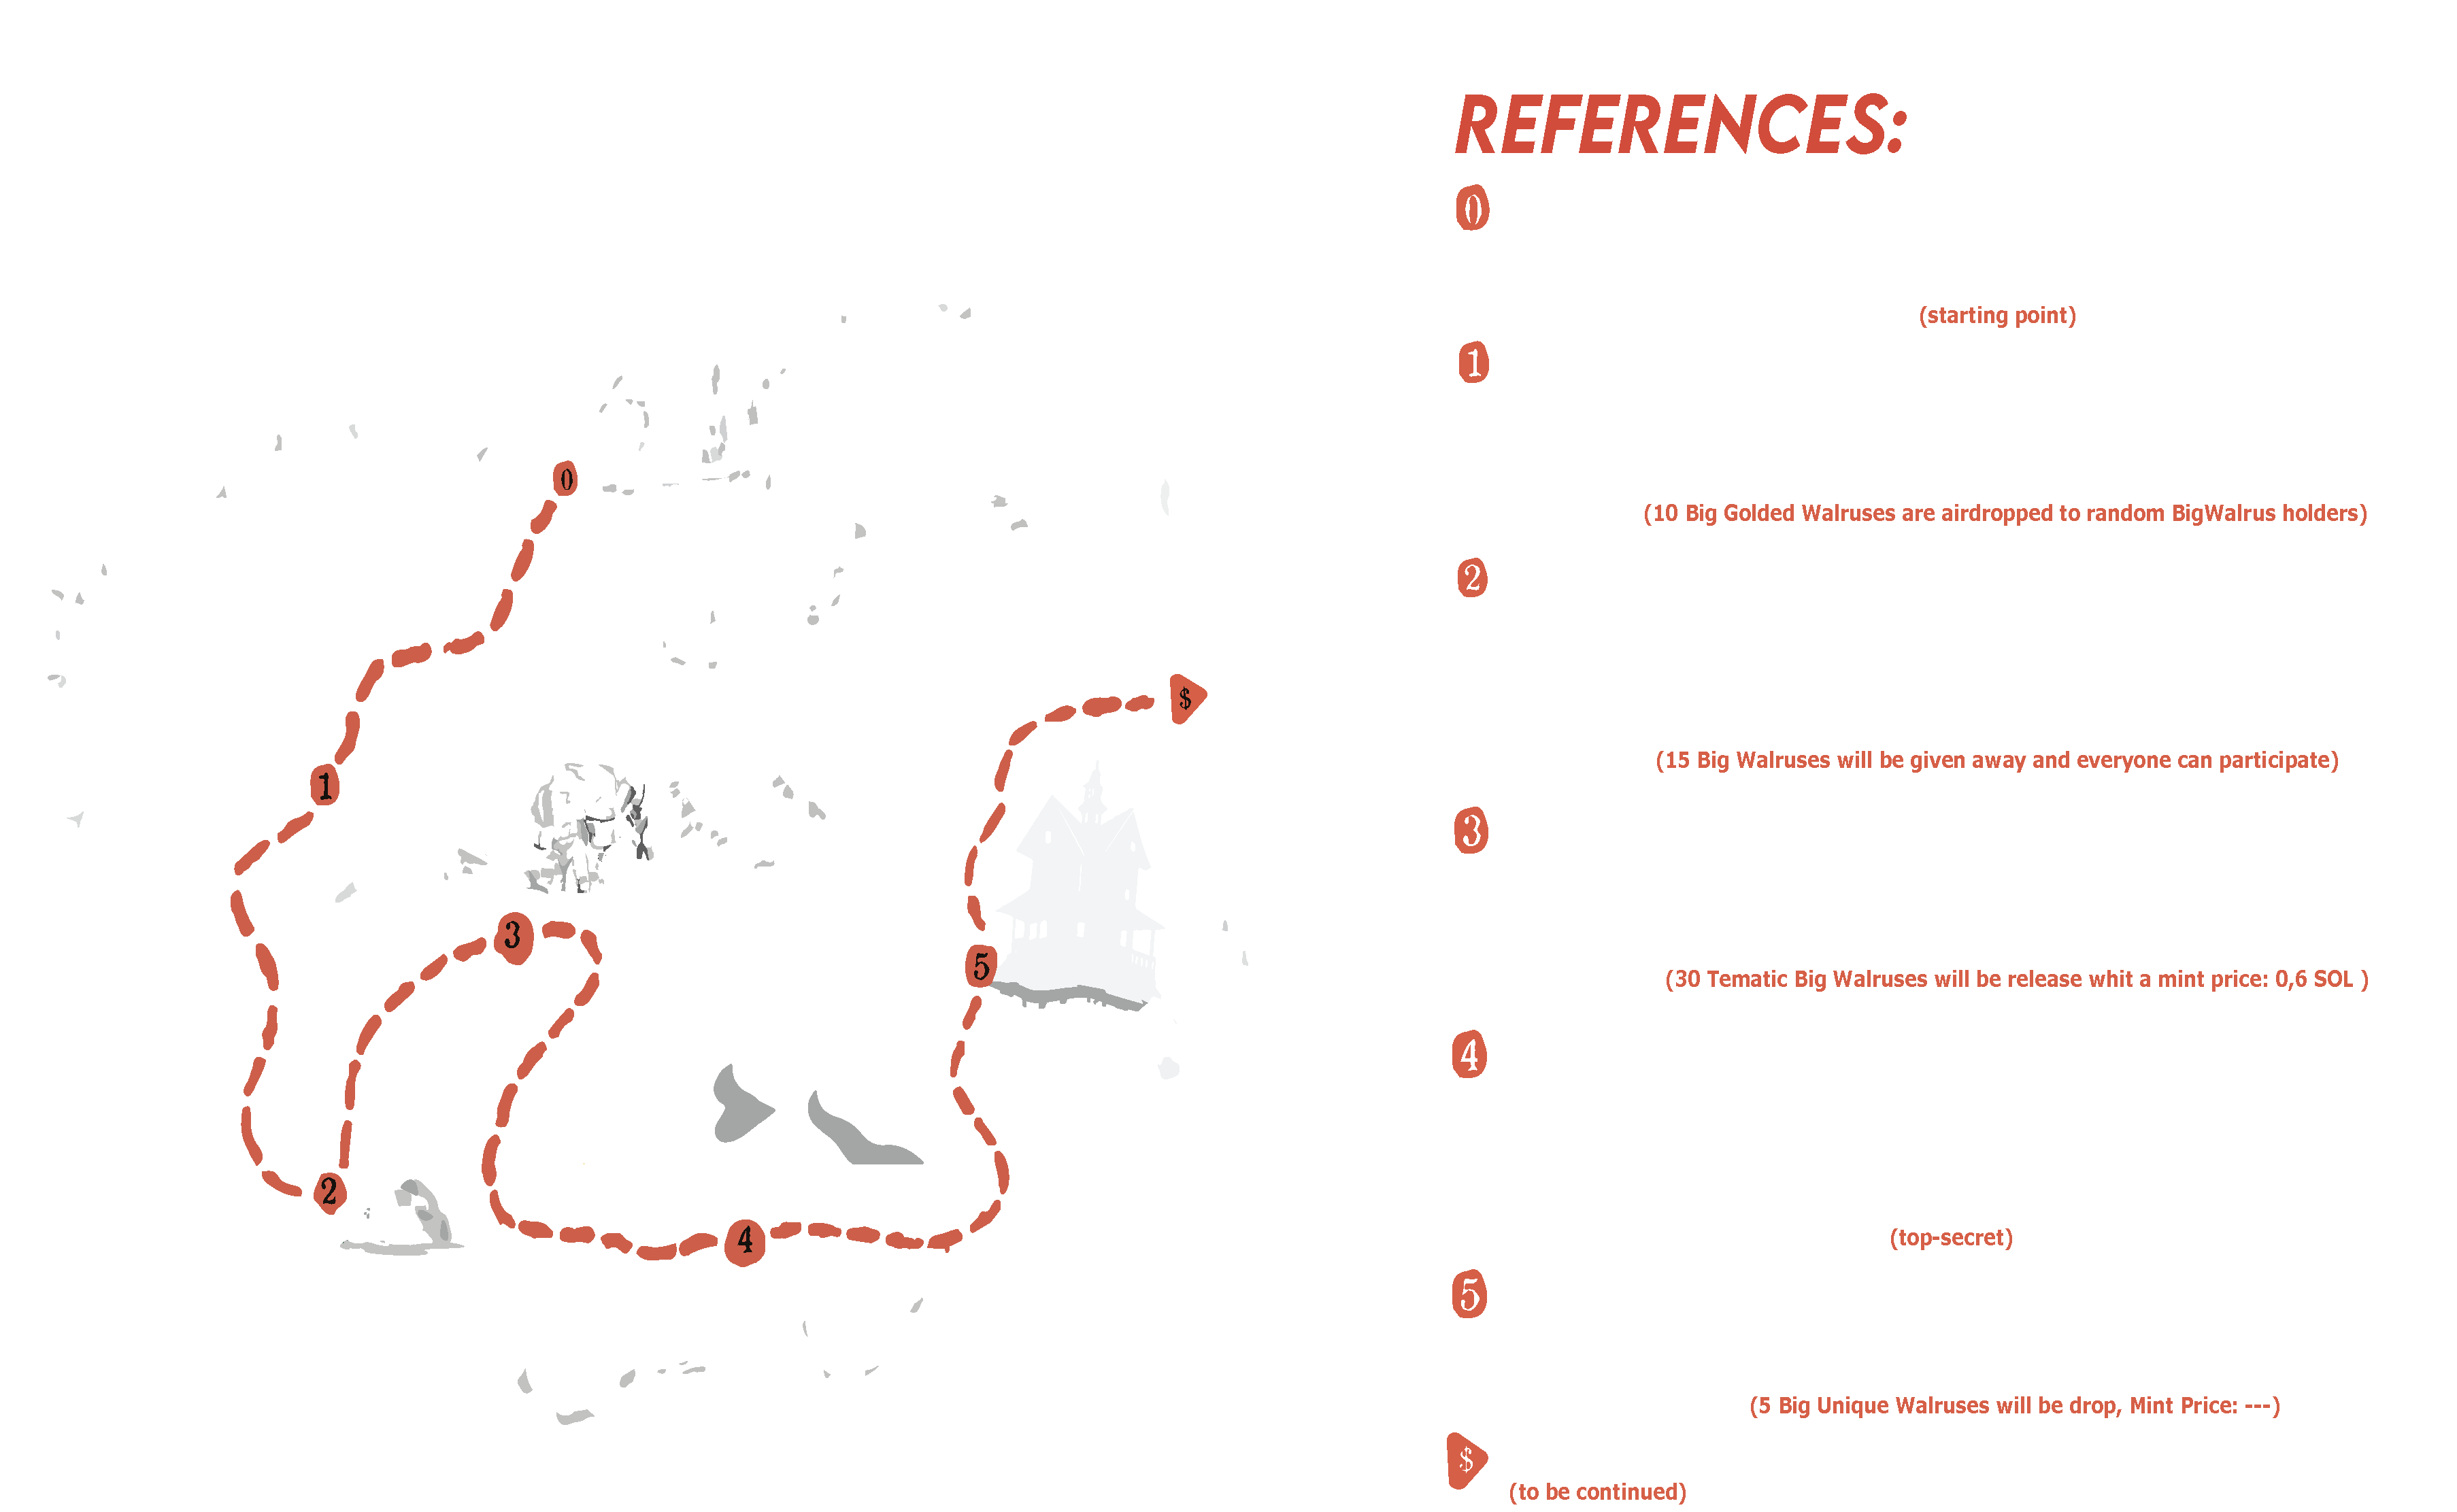 REFERENCES:
0
(starting point)
1
(10 Big Golded Walruses are airdropped to random BigWalrus holders)
2
(15 Big Walruses will be given away and everyone can participate)
3
(30 Tematic Big Walruses will be release whit a mint price: 0,6 SOL )
4
(top-secret)
5
(5 Big Unique Walruses will be drop, Mint Price: ---)
$
(to be continued)
0
$
1
3
5
2
4